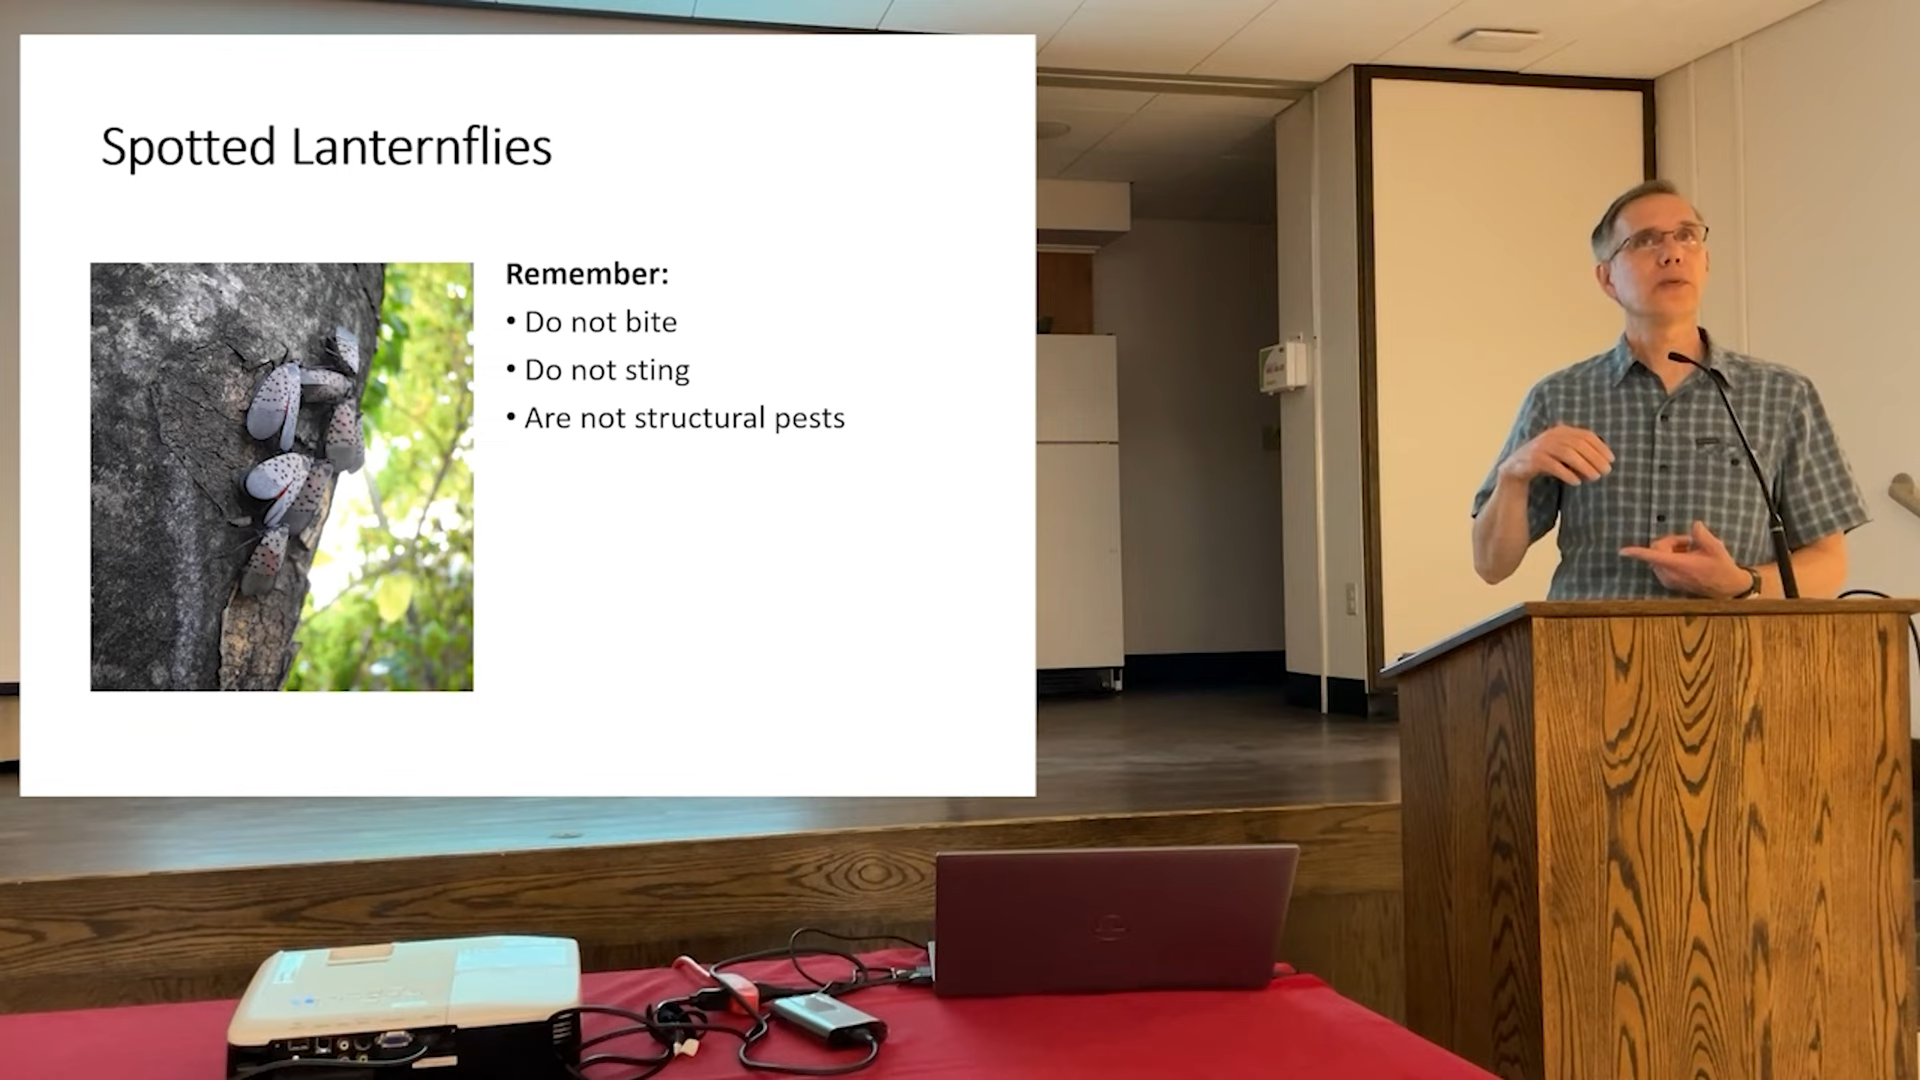 Spotted Lanternflies
Remember:
• Do not bite
• Do not sting
• Are not structural pests